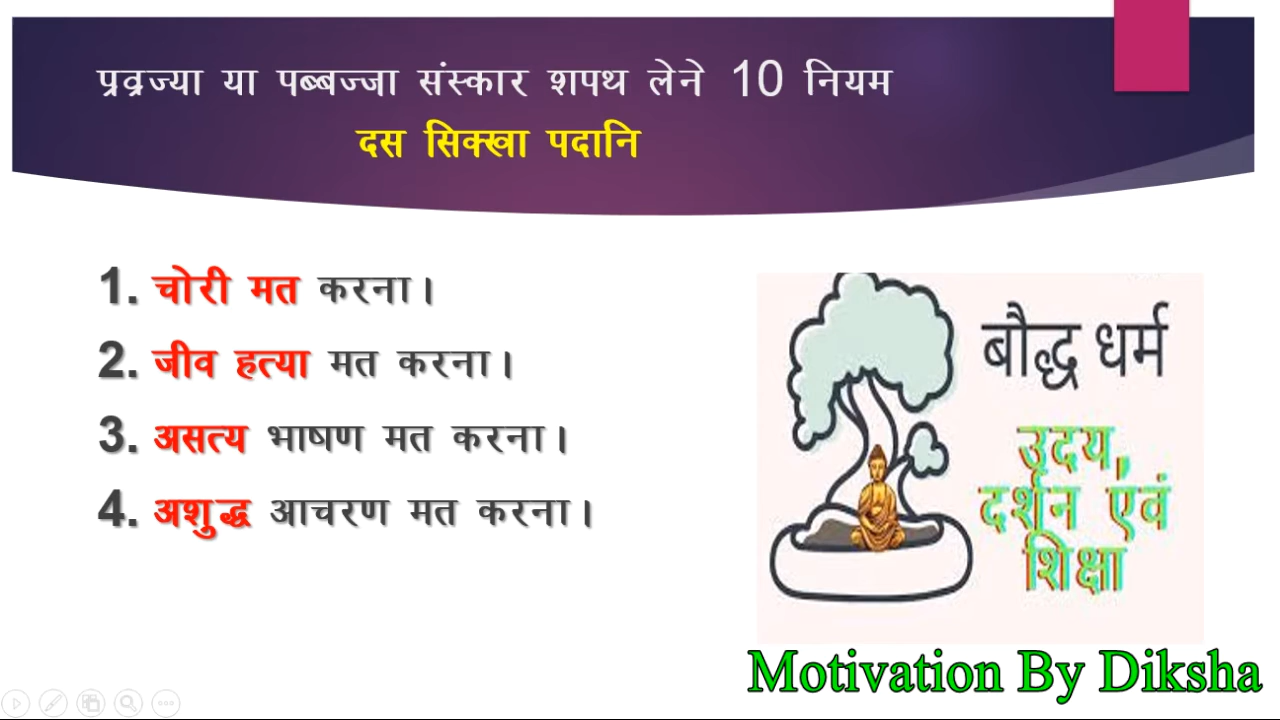 प्रव्रज्या या पब्बज्जा संस्कार शपथ लेने 10 नियम
दस सिक्खा पदानि
1. चोरी मत करना।
2. जीव हत्या मत करना।
3. असत्य भाषण मत करना।
4. अशुद्ध आचरण मत करना।
बौद्ध धर्म
उदय,
दर्शन एवं
शिक्षा
Motivation By Diksha